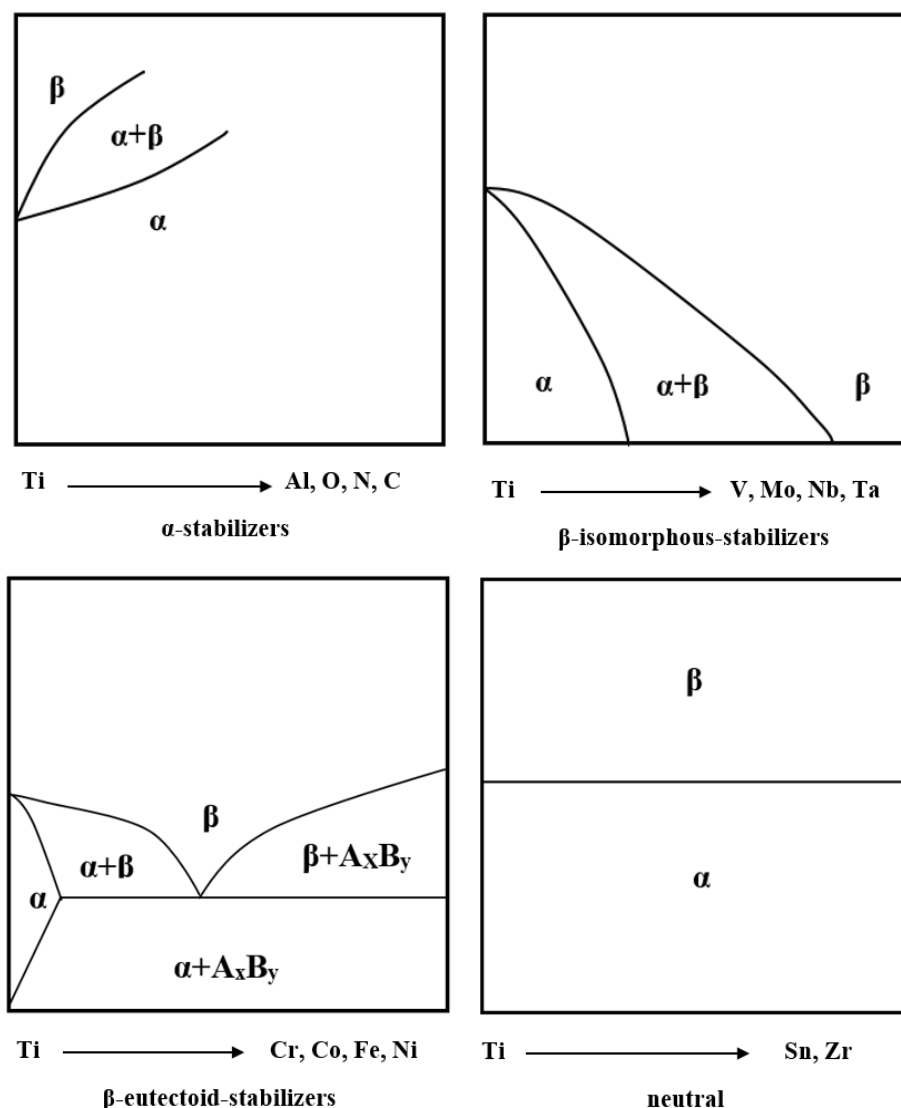 β
α+β
α
Ti Al, O, N, C
α-stabilizers
α
α+β
β
Ti V, Mo, Nb, Ta
β-isomorphous-stabilizers
β
α+β
β+AXBy
α
α+AxBy
Ti Cr, Co, Fe, Ni
β-eutectoid-stabilizers
β
α
Ti Sn, Zr
neutral